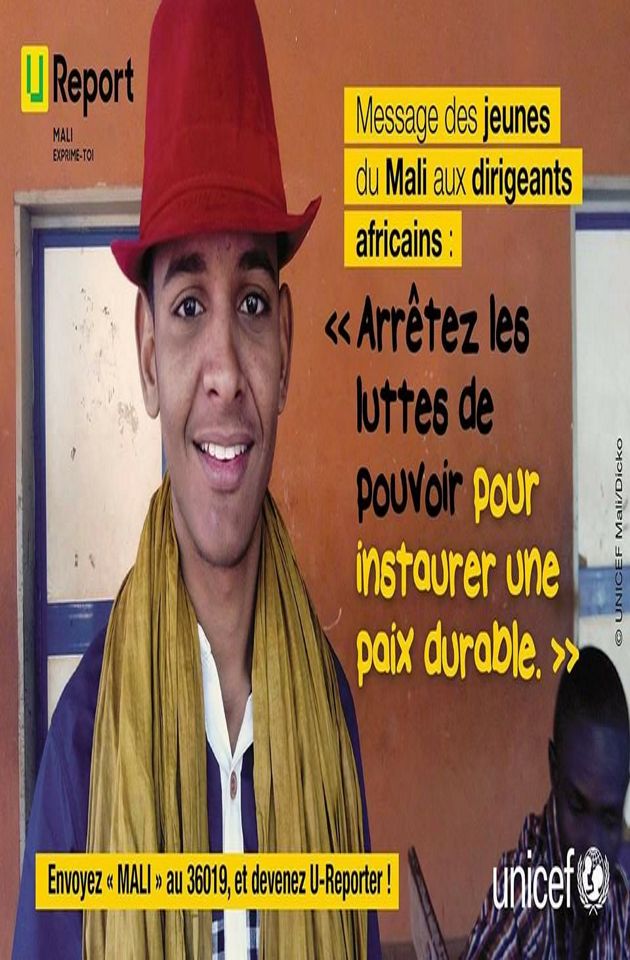 U Report
MALI
EXPRIME-TOI
Message des jeunes
du Mali aux dirigeants
africains :
« Arrêtez les
luttes de
pouvoir pour
instaurer une
paix durable. »
© UNICEF Mali/Dicko
Envoyez « MALI » au 36019, et devenez U-Reporter !
unicef